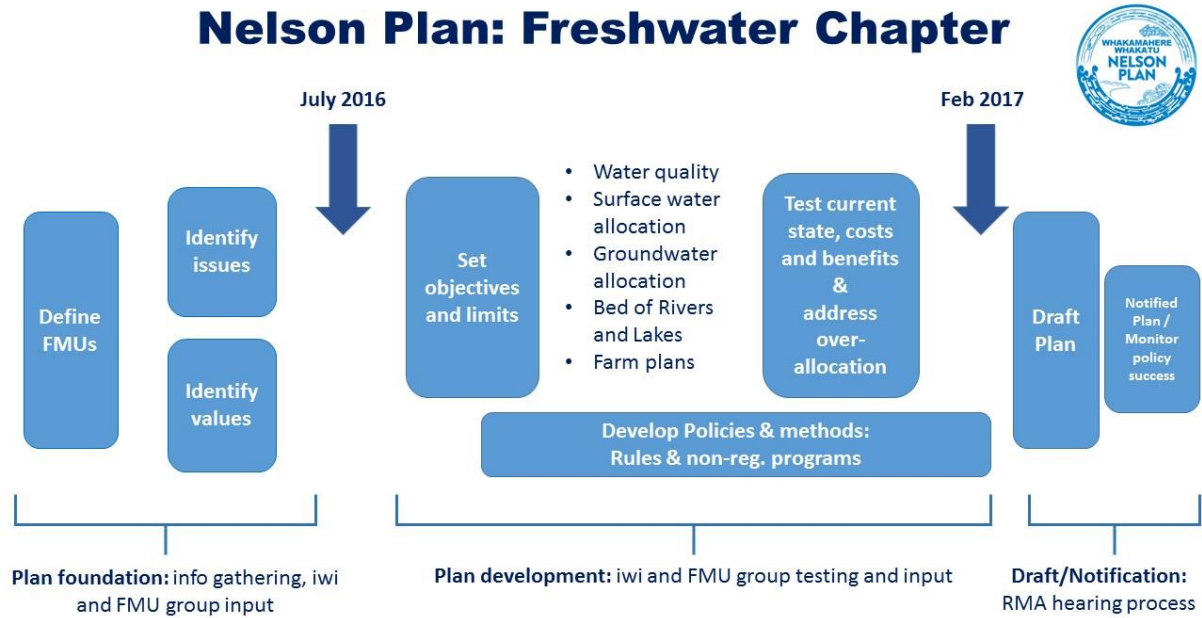 Nelson Plan: Freshwater Chapter
WHAKAMAHERE
WHAKATU
NELSON
PLAN
July 2016
Feb 2017
Define
FMUs
Identify
issues
Identify
values
Set
objectives
and limits
• Water quality
• Surface water
allocation
• Groundwater
allocation
• Bed of Rivers
and Lakes
• Farm plans
Test current
state, costs
and benefits
&
address
over-
allocation
Develop Policies & methods:
Rules & non-reg. programs
Draft
Plan
Notified
Plan /
Monitor
policy
success
Plan foundation: info gathering, iwi
and FMU group input
Plan development: iwi and FMU group testing and input
Draft/Notification:
RMA hearing process